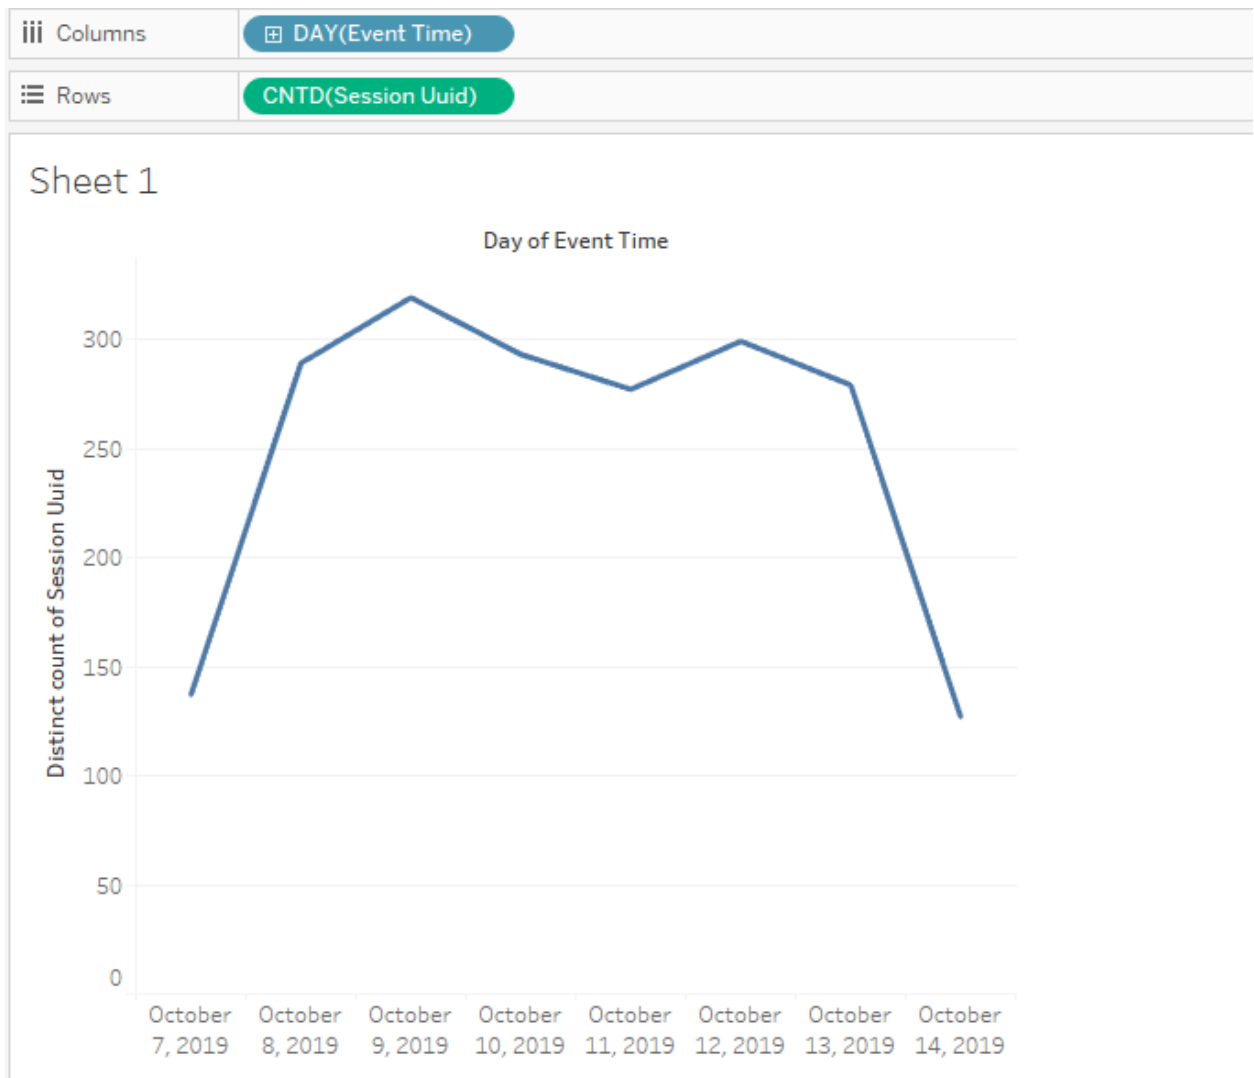 Columns
DAY(Event Time)
Rows
CNTD(Session Uuid)
Sheet 1
Day of Event Time
Distinct count of Session Uuid
300
250
200
150
100
50
0
October 7, 2019
October 8, 2019
October 9, 2019
October 10, 2019
October 11, 2019
October 12, 2019
October 13, 2019
October 14, 2019